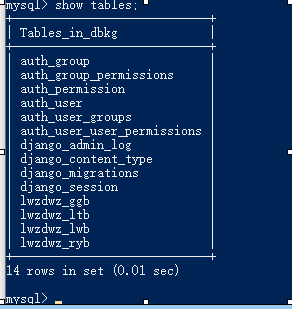 mysql> show tables;
Tables_in_dbkg
auth_group
auth_group_permissions
auth_permission
auth_user
auth_user_groups
auth_user_user_permissions
django_admin_log
django_content_type
django_migrations
django_session
lwzdwz_ggb
lwzdwz_ltb
lwzdwz_lwb
lwzdwz_ryb
14 rows in set (0.01 sec)
mysql>